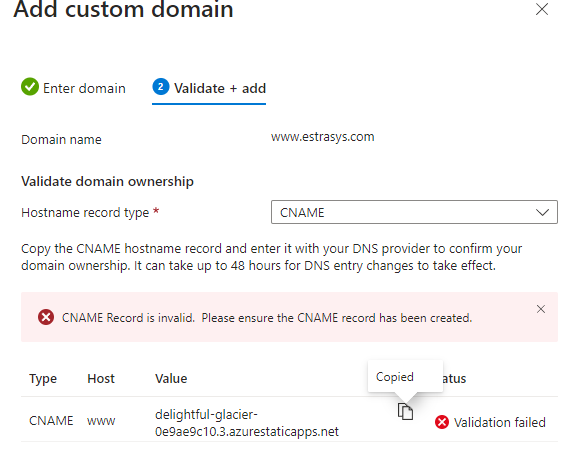 Add custom domain
Enter domain
2 Validate + add
Domain name www.estrasys.com
Validate domain ownership
Hostname record type * CNAME
Copy the CNAME hostname record and enter it with your DNS provider to confirm your
domain ownership. It can take up to 48 hours for DNS entry changes to take effect.
CNAME Record is invalid. Please ensure the CNAME record has been created.
Copied
Type Host Value atus
CNAME www delightful-glacier-
0e9ae9c10.3.azurestaticapps.net
Validation failed